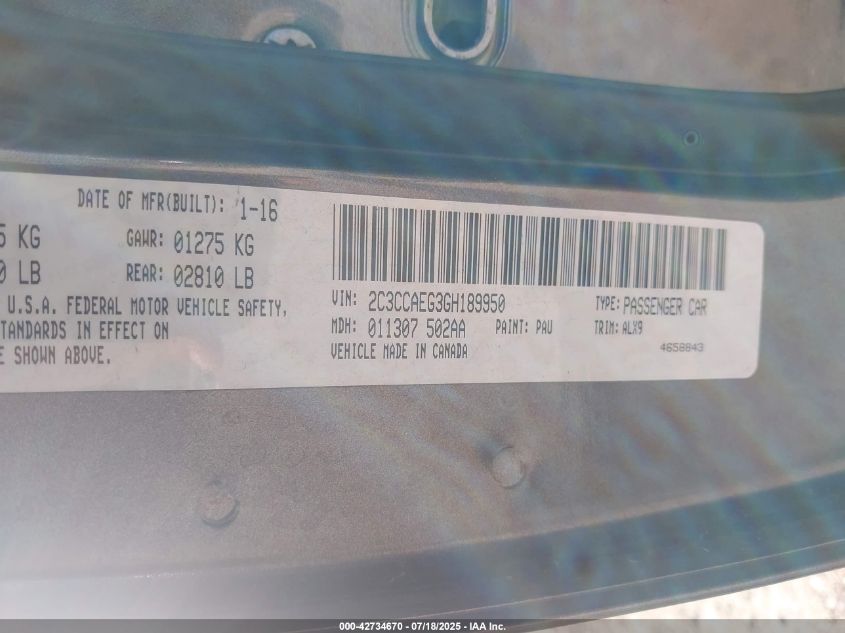 DATE OF MFR(BUILT): 1-16
5 KG GAWR: 01275 KG
0 LB REAR: 02810 LB
U.S.A. FEDERAL MOTOR VEHICLE SAFETY,
STANDARDS IN EFFECT ON
E SHOWN ABOVE.
VIN: 2C3CCAEG3GH189950 TYPE: PASSENGER CAR
MDH: 011307 502AA PAINT: PAU TRIM: ALX9
VEHICLE MADE IN CANADA 4658843
000-42734670 - 07/18/2025 - IAA Inc.